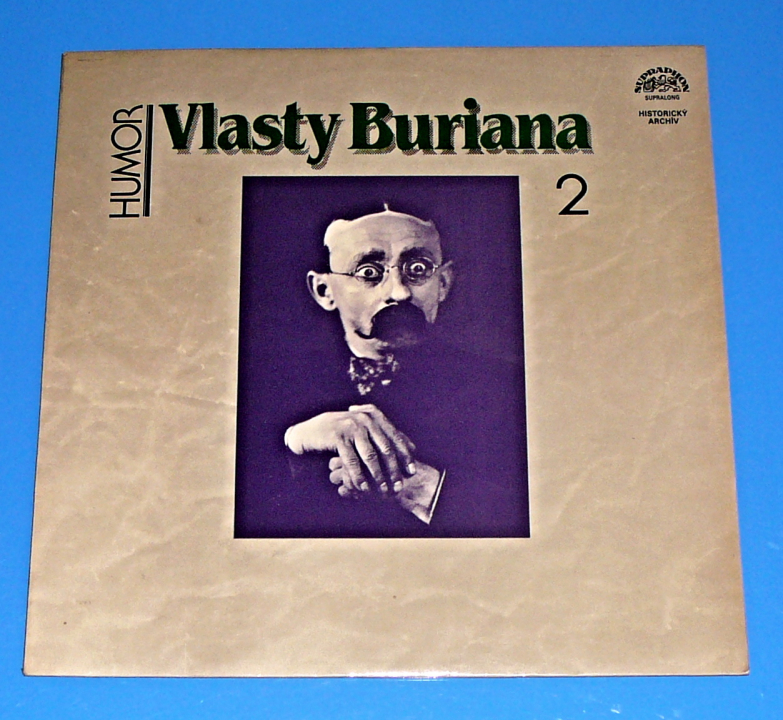 HUMOR
Vlasty Buriana
2
SUPRAPHON
SUPRALONG
HISTORICKÝ
ARCHÍV